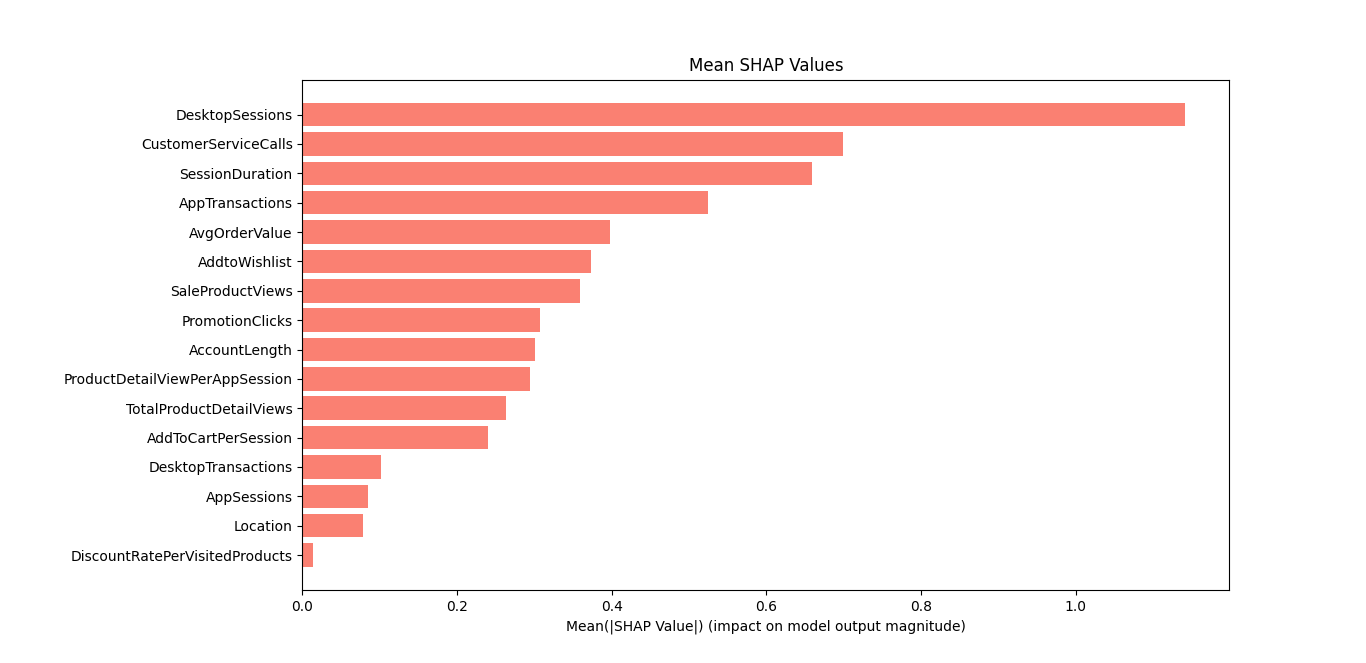 Mean SHAP Values
DesktopSessions
CustomerServiceCalls
SessionDuration
AppTransactions
AvgOrderValue
AddtoWishlist
SaleProductViews
PromotionClicks
AccountLength
ProductDetailViewPerAppSession
TotalProductDetailViews
AddToCartPerSession
DesktopTransactions
AppSessions
Location
DiscountRatePerVisitedProducts
0.0 0.2 0.4 0.6 0.8 1.0
Mean(|SHAP Value|) (impact on model output magnitude)